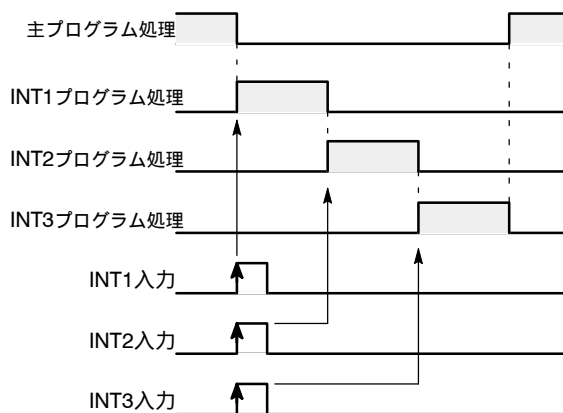 主プログラム処理
INT1プログラム処理
INT2プログラム処理
INT3プログラム処理
INT1入力
INT2入力
INT3入力